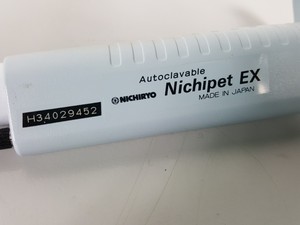 Autoclavable
NICHIRYO Nichipet EX
MADE IN JAPAN
H34029452